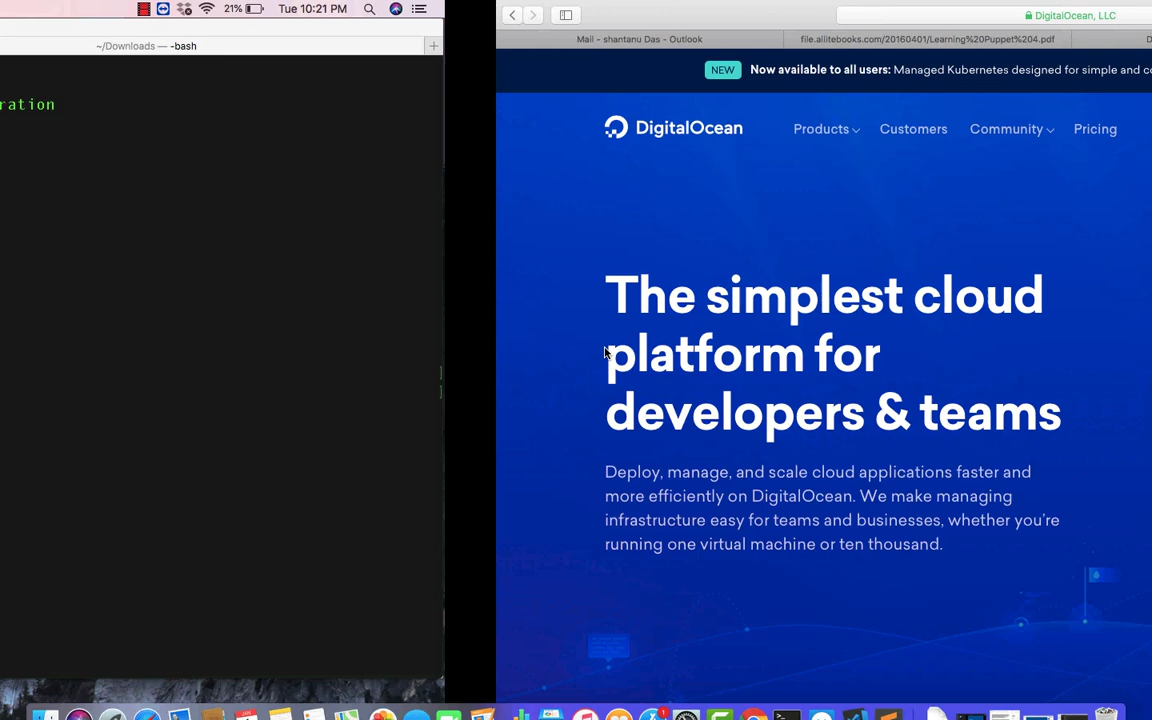 21%
Tue 10:21 PM
~/Downloads — -bash
ration
DigitalOcean, LLC
Mail - shantanu Das - Outlook
file.allitebooks.com/20160401/Learning%20Puppet%204.pdf
D
NEW
Now available to all users: Managed Kubernetes designed for simple and co
DigitalOcean
Products
Customers
Community
Pricing
The simplest cloud
platform for
developers & teams
Deploy, manage, and scale cloud applications faster and
more efficiently on DigitalOcean. We make managing
infrastructure easy for teams and businesses, whether you're
running one virtual machine or ten thousand.
1